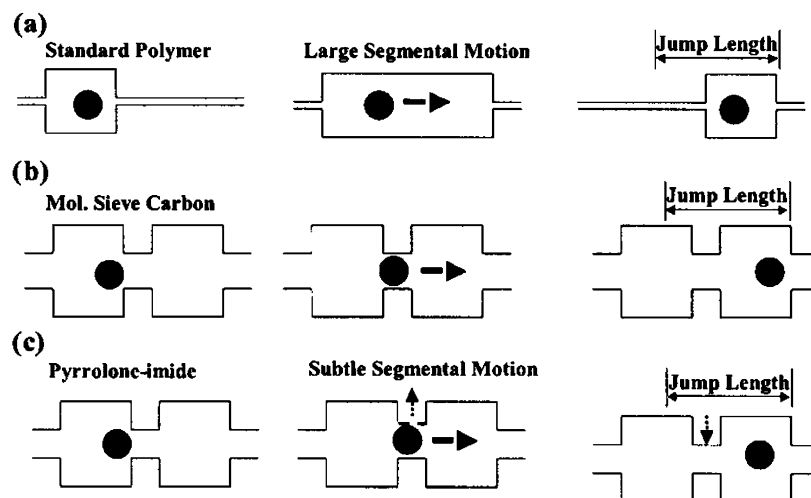 (a)
Standard Polymer
Large Segmental Motion
Jump Length
(b)
Mol. Sieve Carbon
Jump Length
(c)
Pyrrolone-imide
Subtle Segmental Motion
Jump Length